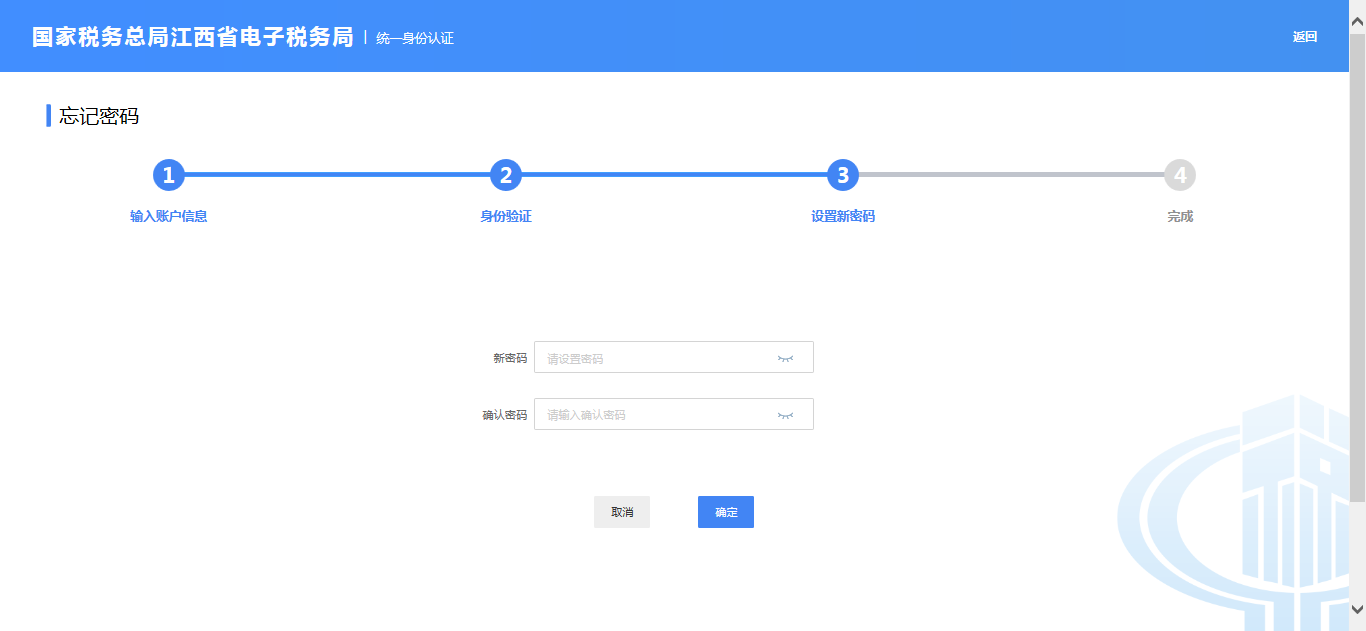 国家税务总局江西省电子税务局 | 统一身份认证
返回
忘记密码
1 2 3 4
输入账户信息 身份验证 设置新密码 完成
新密码 请设置密码
确认密码 请输入确认密码
取消 确定